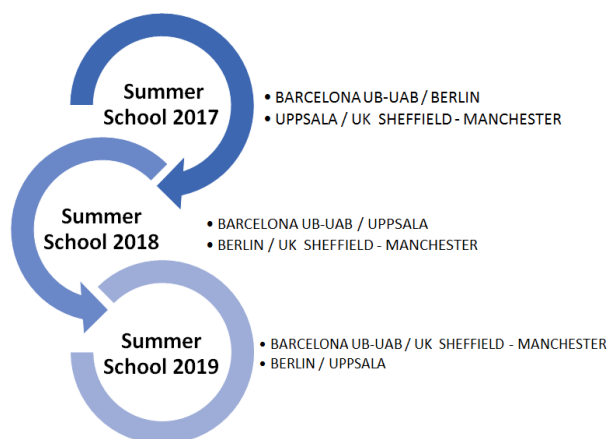 Summer
School 2017
• BARCELONA UB-UAB / BERLIN
• UPPSALA / UK SHEFFIELD - MANCHESTER
Summer
School 2018
• BARCELONA UB-UAB / UPPSALA
• BERLIN / UK SHEFFIELD - MANCHESTER
Summer
School 2019
• BARCELONA UB-UAB / UK SHEFFIELD - MANCHESTER
• BERLIN / UPPSALA